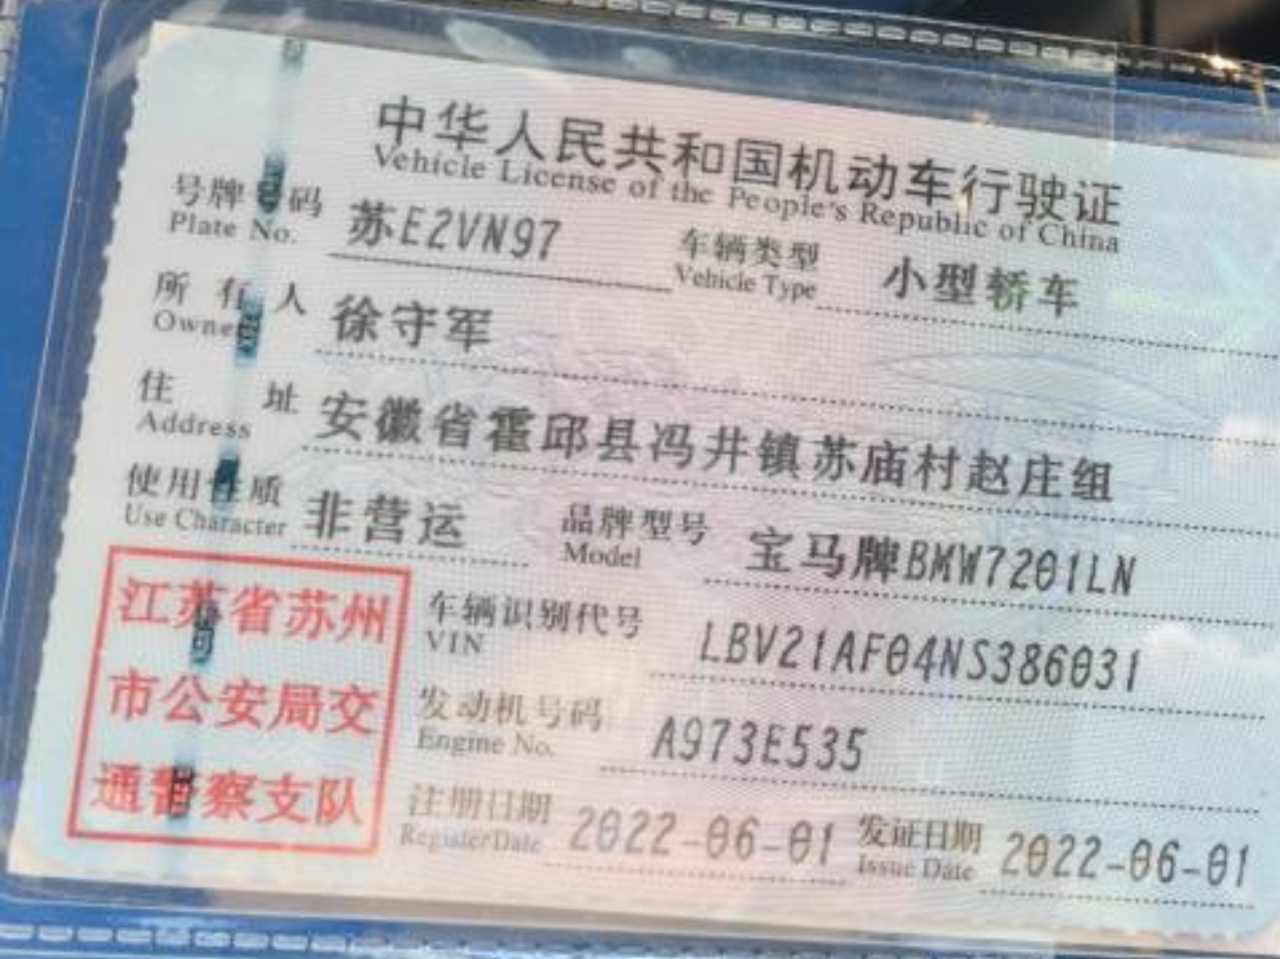 中华人民共和国机动车行驶证
Vehicle License of the People's Republic of China
号牌号码 苏E2VN97 车辆类型 小型轿车
Plate No. Vehicle Type
所有人 徐守军
Owner
住址 安徽省霍邱县冯井镇苏庙村赵庄组
Address
使用性质 非营运 品牌型号 宝马牌BMW7201LN
Use Character Model
江苏省苏州
市公安局交
通警察支队
车辆识别代号 LBV21AF04NS386031
VIN
发动机号码 A973E535
Engine No.
注册日期 2022-06-01 发证日期 2022-06-01
Register Date Issue Date